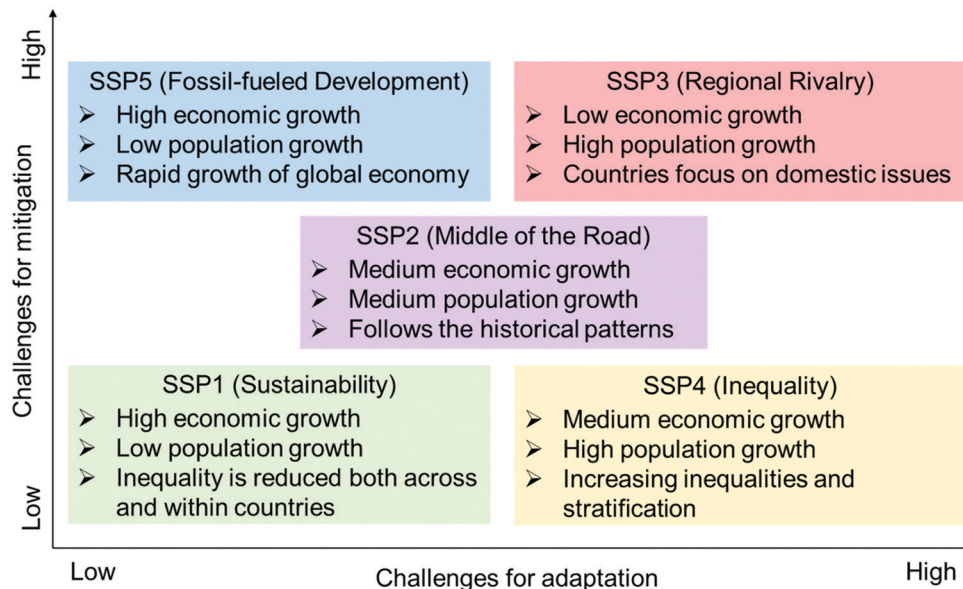 High
Challenges for mitigation
Low
SSP5 (Fossil-fueled Development)
➢ High economic growth
➢ Low population growth
➢ Rapid growth of global economy
SSP3 (Regional Rivalry)
➢ Low economic growth
➢ High population growth
➢ Countries focus on domestic issues
SSP2 (Middle of the Road)
➢ Medium economic growth
➢ Medium population growth
➢ Follows the historical patterns
SSP1 (Sustainability)
➢ High economic growth
➢ Low population growth
➢ Inequality is reduced both across
and within countries
SSP4 (Inequality)
➢ Medium economic growth
➢ High population growth
➢ Increasing inequalities and
stratification
Low
Challenges for adaptation
High